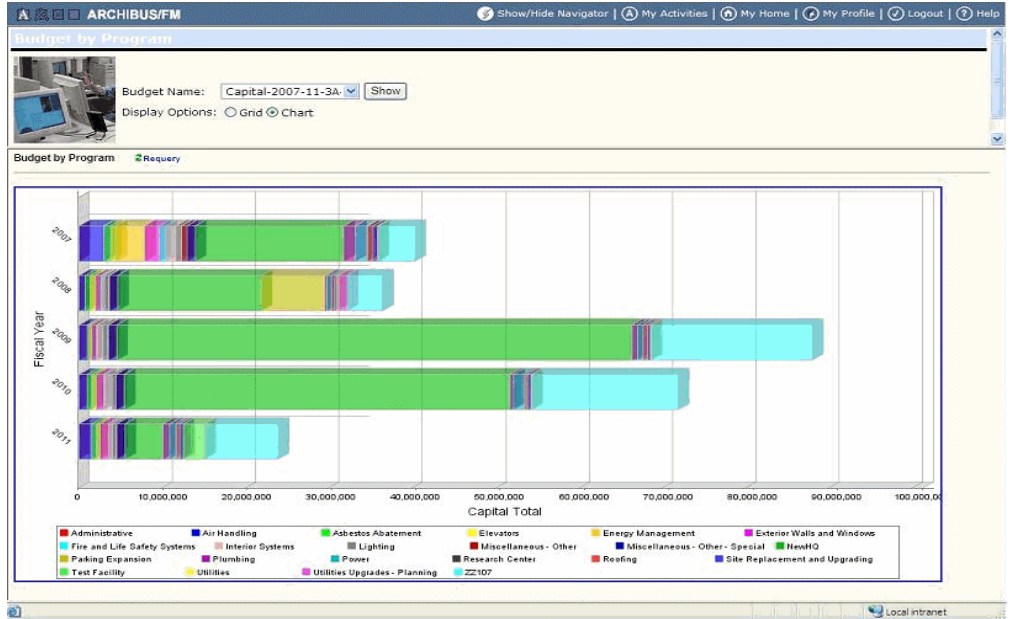 ARCHIBUS/FM Show/Hide Navigator | My Activities | My Home | My Profile | Logout | Help
Budget by Program
Budget Name: Capital-2007-11-3A- Show
Display Options: Grid Chart
Budget by Program Requery
2007
2008
2009
2010
2011
Fiscal Year
0 10,000,000 20,000,000 30,000,000 40,000,000 50,000,000 60,000,000 70,000,000 80,000,000 90,000,000 100,000,0
Capital Total
Administrative Air Handling Asbestos Abatement Elevators Energy Management Exterior Walls and Windows
Fire and Life Safety Systems Interior Systems Lighting Miscellaneous - Other Miscellaneous - Other - Special NewHQ
Parking Expansion Plumbing Power Research Center Roofing Site Replacement and Upgrading
Test Facility Utilities Utilities Upgrades - Planning ZZ107
Local intranet